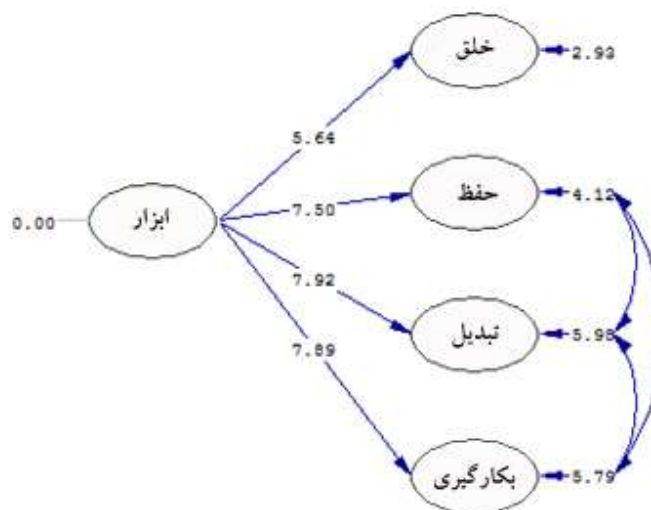 خلق
2.93
5.64
حفظ
4.12
7.50
ابزار
0.00
7.92
تبدیل
5.98
7.89
بکارگیری
5.79